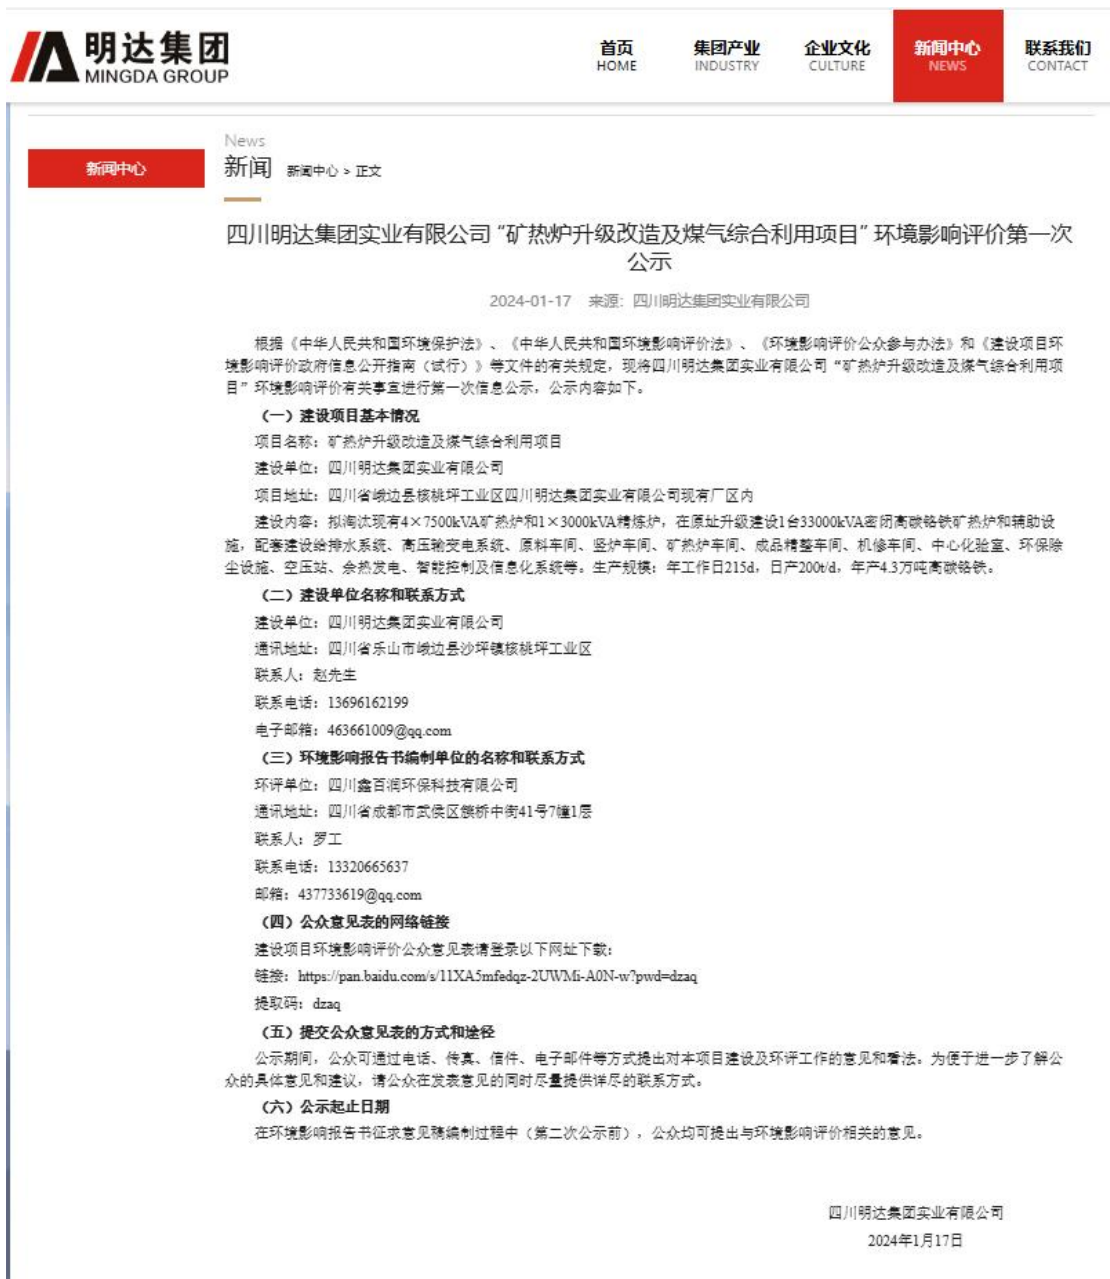 明达集团
MINGDA GROUP
首页
HOME
集团产业
INDUSTRY
企业文化
CULTURE
新闻中心
NEWS
联系我们
CONTACT
新闻中心
News
新闻 新闻中心 > 正文
四川明达集团实业有限公司“矿热炉升级改造及煤气综合利用项目”环境影响评价第一次
公示
2024-01-17 来源：四川明达集团实业有限公司
根据《中华人民共和国环境保护法》、《中华人民共和国环境影响评价法》、《环境影响评价公众参与办法》和《建设项目环
境影响评价政府信息公开指南（试行）》等文件的有关规定，现将四川明达集团实业有限公司“矿热炉升级改造及煤气综合利用项
目”环境影响评价有关事宜进行第一次信息公示，公示内容如下。
（一）建设项目基本情况
项目名称：矿热炉升级改造及煤气综合利用项目
建设单位：四川明达集团实业有限公司
项目地址：四川省峨边县核桃坪工业区四川明达集团实业有限公司现有厂区内
建设内容：拟淘汰现有4×7500kVA矿热炉和1×3000kVA精炼炉，在原址升级建设1台33000kVA密闭高碳铬铁矿热炉和辅助设
施，配套建设给排水系统、高压输变电系统、原料车间、竖炉车间、矿热炉车间、成品精整车间、机修车间、中心化验室、环保除
尘设施、空压站、余热发电、智能控制及信息化系统等。生产规模：年工作日215d，日产200t/d，年产4.3万吨高碳铬铁。
（二）建设单位名称和联系方式
建设单位：四川明达集团实业有限公司
通讯地址：四川省乐山市峨边县沙坪镇核桃坪工业区
联系人：赵先生
联系电话：13696162199
电子邮箱：463661009@qq.com
（三）环境影响报告书编制单位的名称和联系方式
环评单位：四川鑫百润环保科技有限公司
通讯地址：四川省成都市武侯区簇桥中街41号7幢1层
联系人：罗工
联系电话：13320665637
邮箱：437733619@qq.com
（四）公众意见表的网络链接
建设项目环境影响评价公众意见表请登录以下网址下载：
链接：https://pan.baidu.com/s/11XA5mfedqz-2UWMi-A0N-w?pwd=dzaq
提取码：dzaq
（五）提交公众意见表的方式和途径
公示期间，公众可通过电话、传真、信件、电子邮件等方式提出对本项目建设及环评工作的意见和看法。为便于进一步了解公
众的具体意见和建议，请公众在发表意见的同时尽量提供详尽的联系方式。
（六）公示起止日期
在环境影响报告书征求意见稿编制过程中（第二次公示前），公众均可提出与环境影响评价相关的意见。
四川明达集团实业有限公司
2024年1月17日